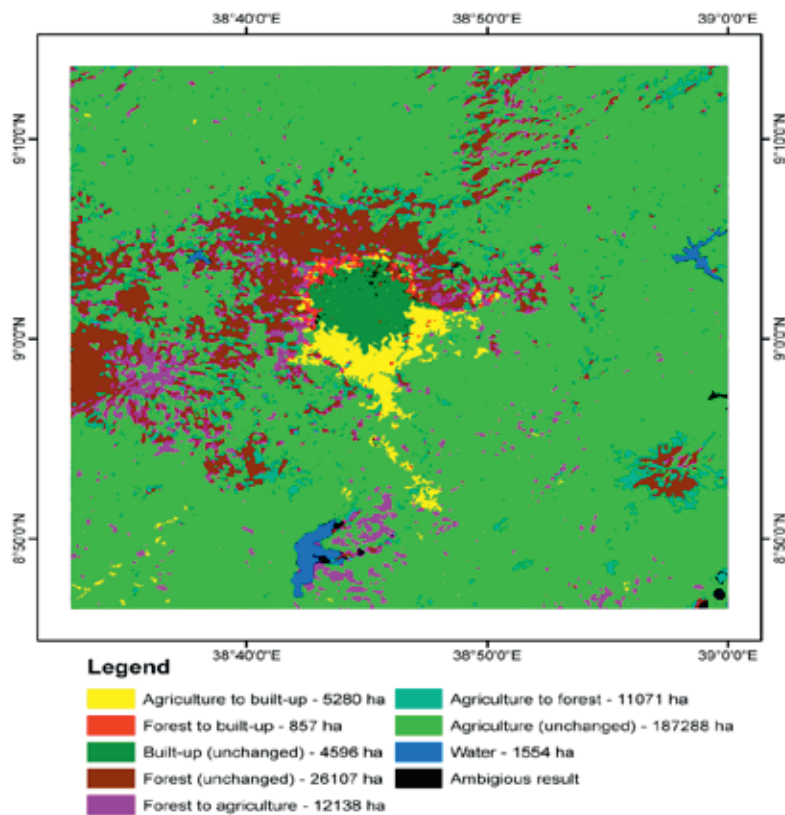 38°40'0"E 38°50'0"E 39°0'0"E
9°10'0"N 9°10'0"N
9°0'0"N 9°0'0"N
8°50'0"N 8°50'0"N
38°40'0"E 38°50'0"E 39°0'0"E
Legend
Agriculture to built-up - 5280 ha
Forest to built-up - 857 ha
Built-up (unchanged) - 4596 ha
Forest (unchanged) - 26107 ha
Forest to agriculture - 12138 ha
Agriculture to forest - 11071 ha
Agriculture (unchanged) - 187288 ha
Water - 1554 ha
Ambigious result